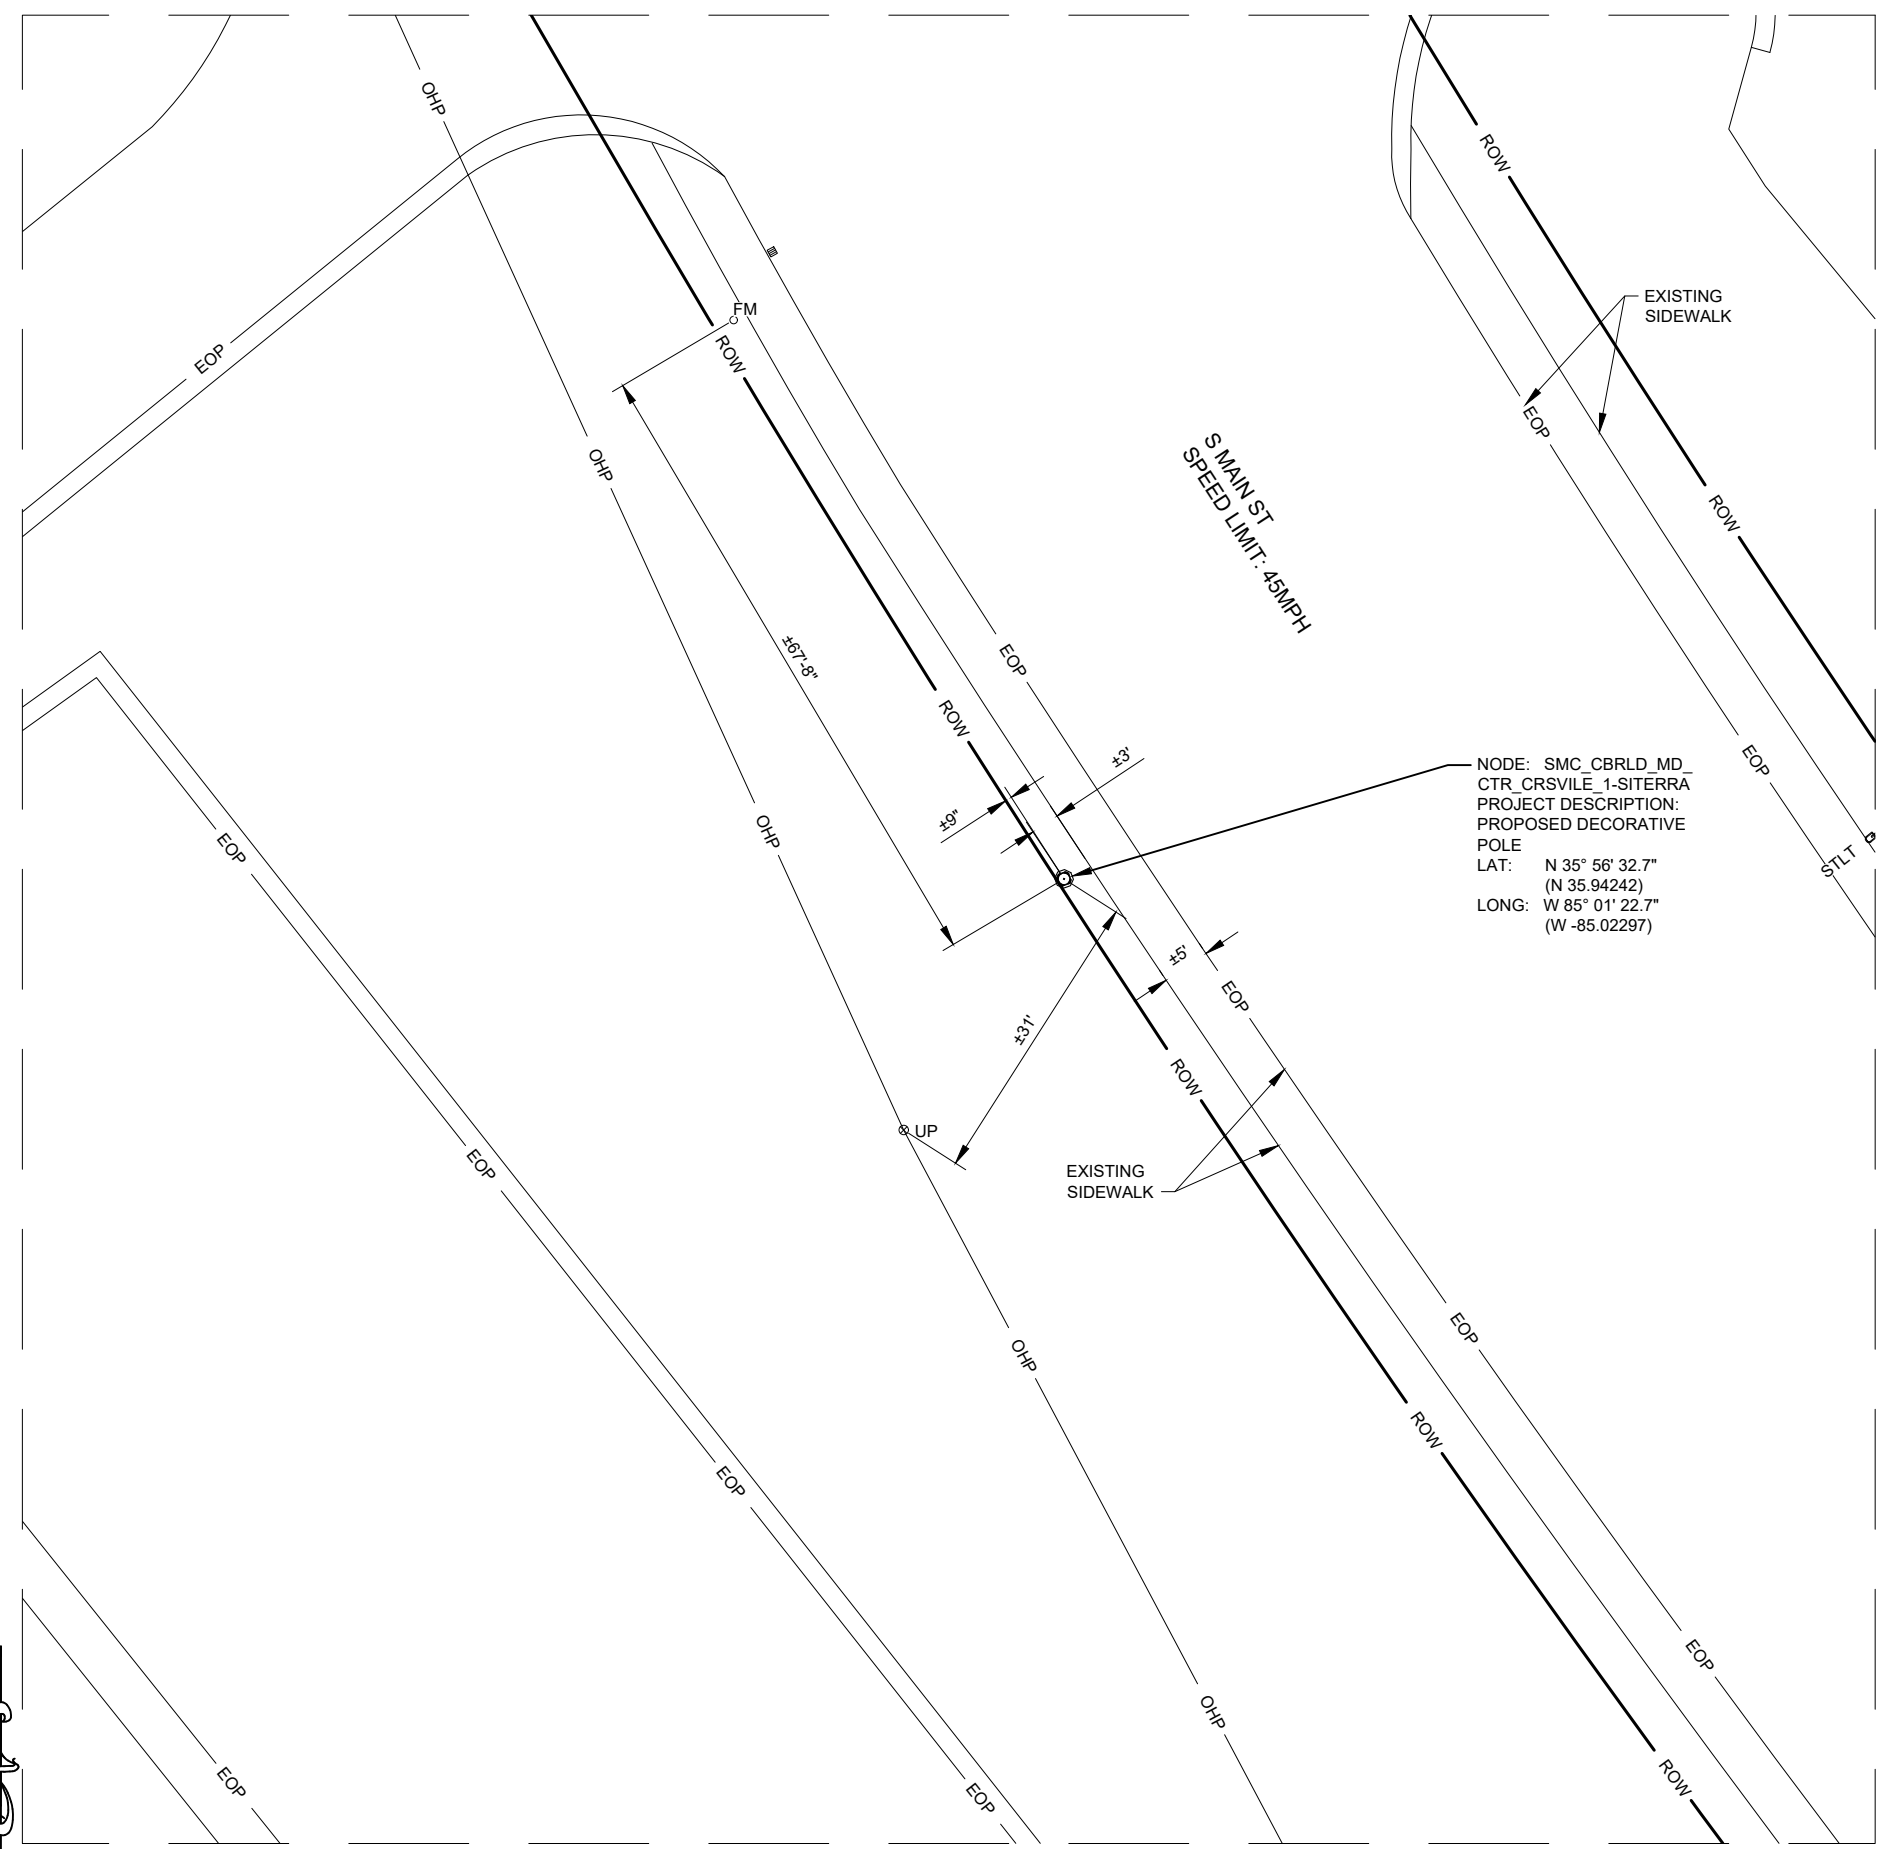 OHP
ROW
FM
EXISTING
SIDEWALK
EOP
ROW
EOP
OHP
S MAIN ST
SPEED LIMIT: 45MPH
ROW
±67'-8"
EOP
ROW
±3'
EOP
NODE: SMC_CBRLD_MD_
CTR_CRSVILE_1-SITERRA
PROJECT DESCRIPTION:
PROPOSED DECORATIVE
POLE
LAT: N 35° 56' 32.7"
(N 35.94242)
LONG: W 85° 01' 22.7"
(W -85.02297)
±9"
OHP
EOP
STLT
±5'
EOP
±31'
ROW
UP
EXISTING
SIDEWALK
EOP
OHP
EOP
ROW
EOP
EOP
OHP
ROW
EOP
EOP